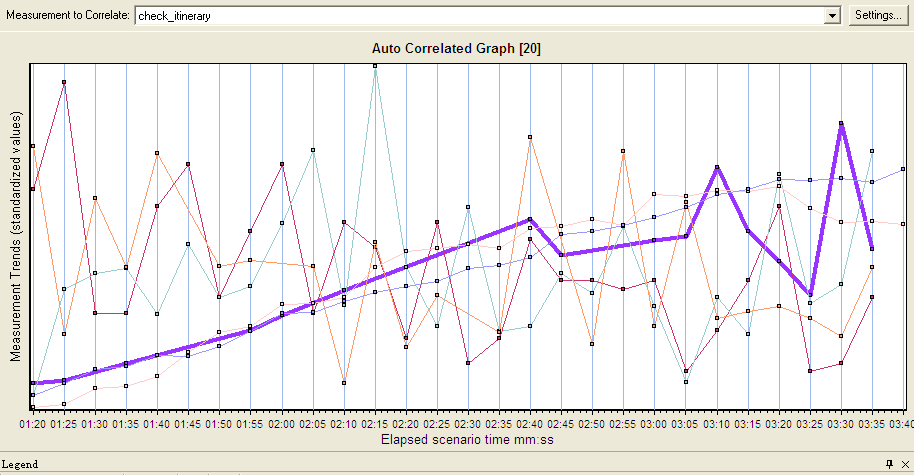 Measurement to Correlate: check_itinerary Settings...
Auto Correlated Graph [20]
Measurement Trends (standardized values)
01:20 01:25 01:30 01:35 01:40 01:45 01:50 01:55 02:00 02:05 02:10 02:15 02:20 02:25 02:30 02:35 02:40 02:45 02:50 02:55 03:00 03:05 03:10 03:15 03:20 03:25 03:30 03:35 03:40
Elapsed scenario time mm:ss
Legend